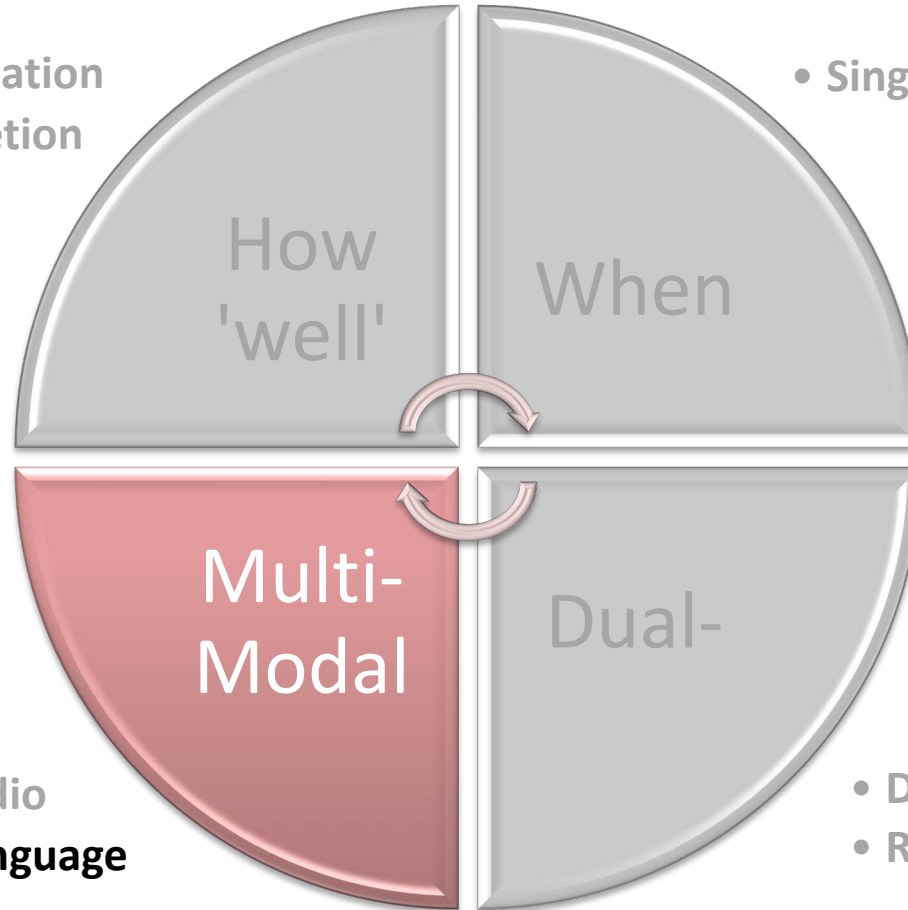 ation
etion
• Sing
How
'well'
When
Multi-
Modal
Dual-
dio
nguage
• D
• R